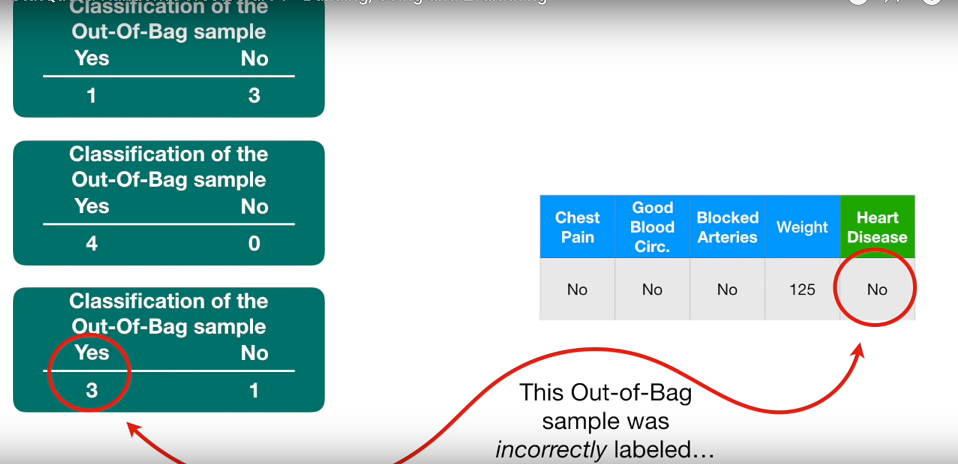 Classification of the
Out-Of-Bag sample
Yes No
1 3
Classification of the
Out-Of-Bag sample
Yes No
4 0
Classification of the
Out-Of-Bag sample
Yes No
3 1
Chest Pain Good Blood Circ. Blocked Arteries Weight Heart Disease
No No No 125 No
This Out-of-Bag
sample was
incorrectly labeled...